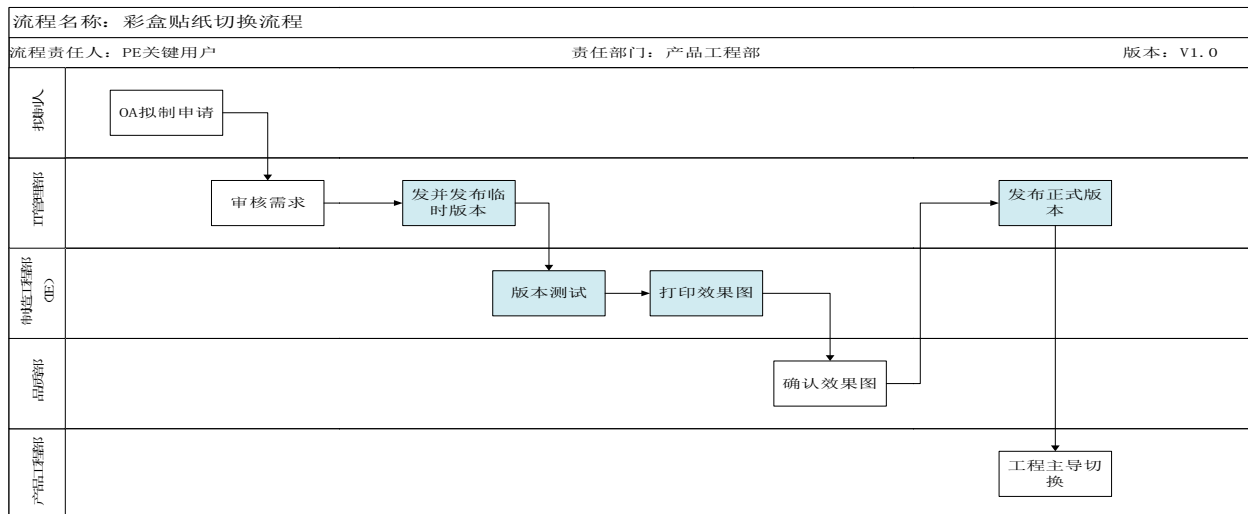 流程名称：彩盒贴纸切换流程
流程责任人：PE关键用户
责任部门：产品工程部
版本：V1.0
拟制人
OA拟制申请
IT管理部
审核需求
发并发布临
时版本
发布正式版
本
制造工程部
(汨)
版本测试
打印效果图
品质部
确认效果图
产品工程部
工程主导切
换